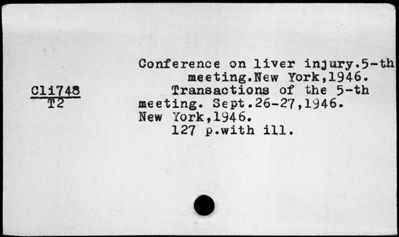 Conference on liver injury.5-th
meeting.New York,1946.
Cli748
T2
Transactions of the 5-th
meeting. Sept.26-27,1946.
New York,1946.
127 p.with ill.